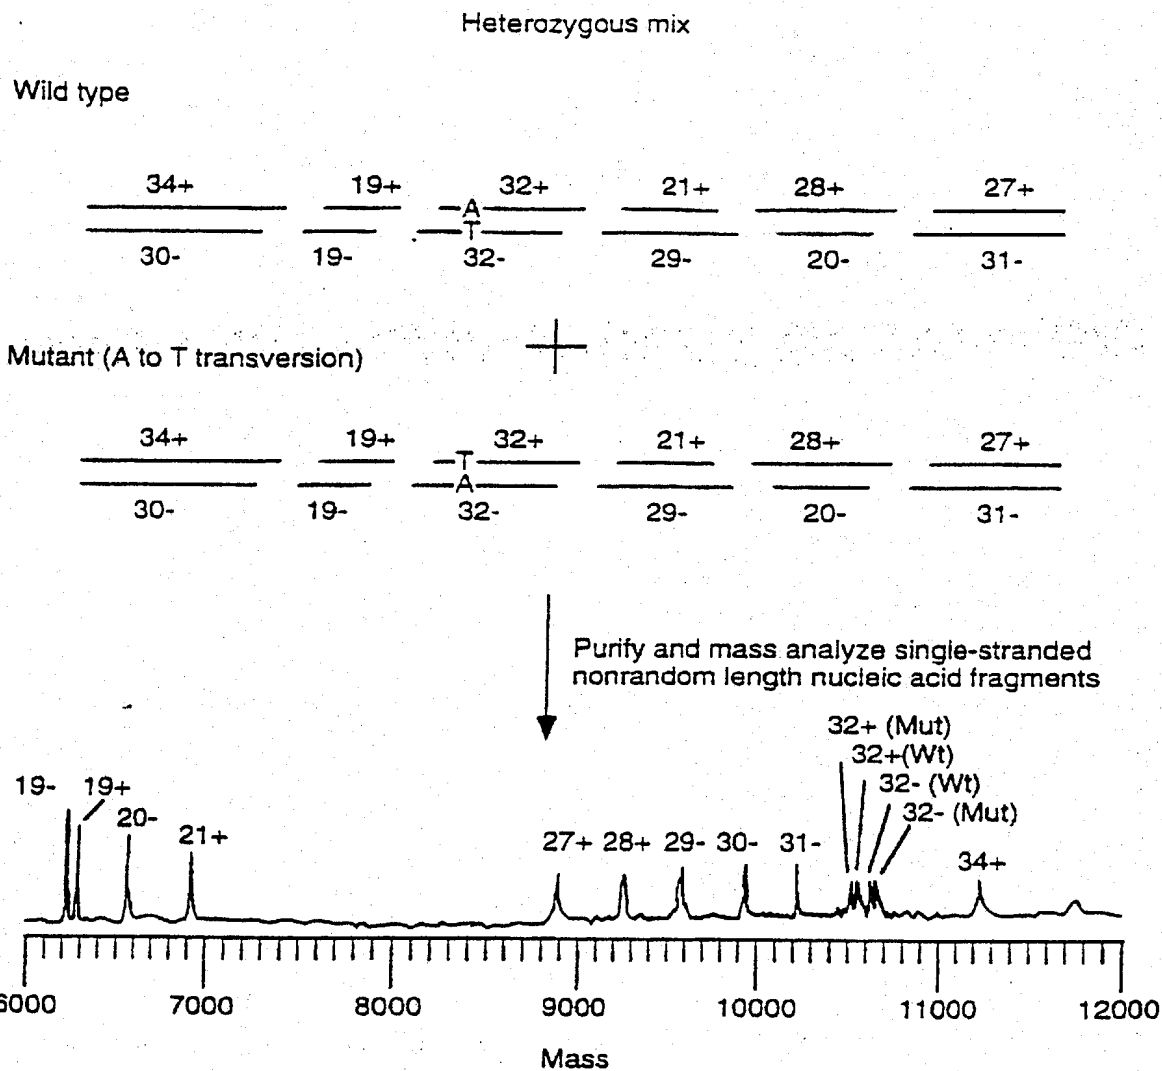 Heterozygous mix
Wild type
34+ 19+ 32+ 21+ 28+ 27+
A
T
30- 19- 32- 29- 20- 31-
Mutant (A to T transversion)
34+ 19+ 32+ 21+ 28+ 27+
T
A
30- 19- 32- 29- 20- 31-
Purify and mass analyze single-stranded
nonrandom length nucleic acid fragments
32+ (Mut)
32+(Wt)
32- (Wt)
32- (Mut)
19- 19+ 20- 21+ 27+ 28+ 29- 30- 31- 34+
6000 7000 8000 9000 10000 11000 12000
Mass